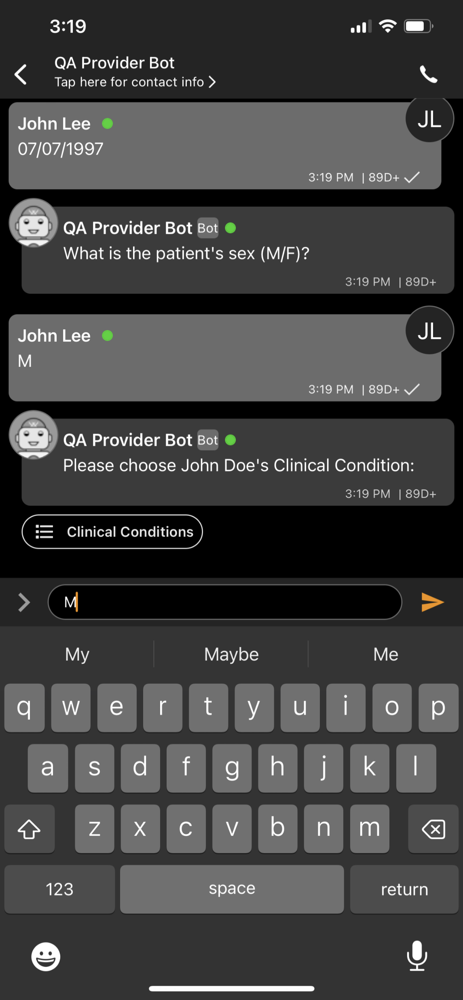 3:19
QA Provider Bot
Tap here for contact info
John Lee
JL
07/07/1997
3:19 PM | 89D+
QA Provider Bot Bot
What is the patient's sex (M/F)?
3:19 PM | 89D+
John Lee
JL
M
3:19 PM | 89D+
QA Provider Bot Bot
Please choose John Doe's Clinical Condition:
3:19 PM | 89D+
Clinical Conditions
M
My Maybe Me
q w e r t y u i o p
a s d f g h j k l
z x c v b n m
123 space return